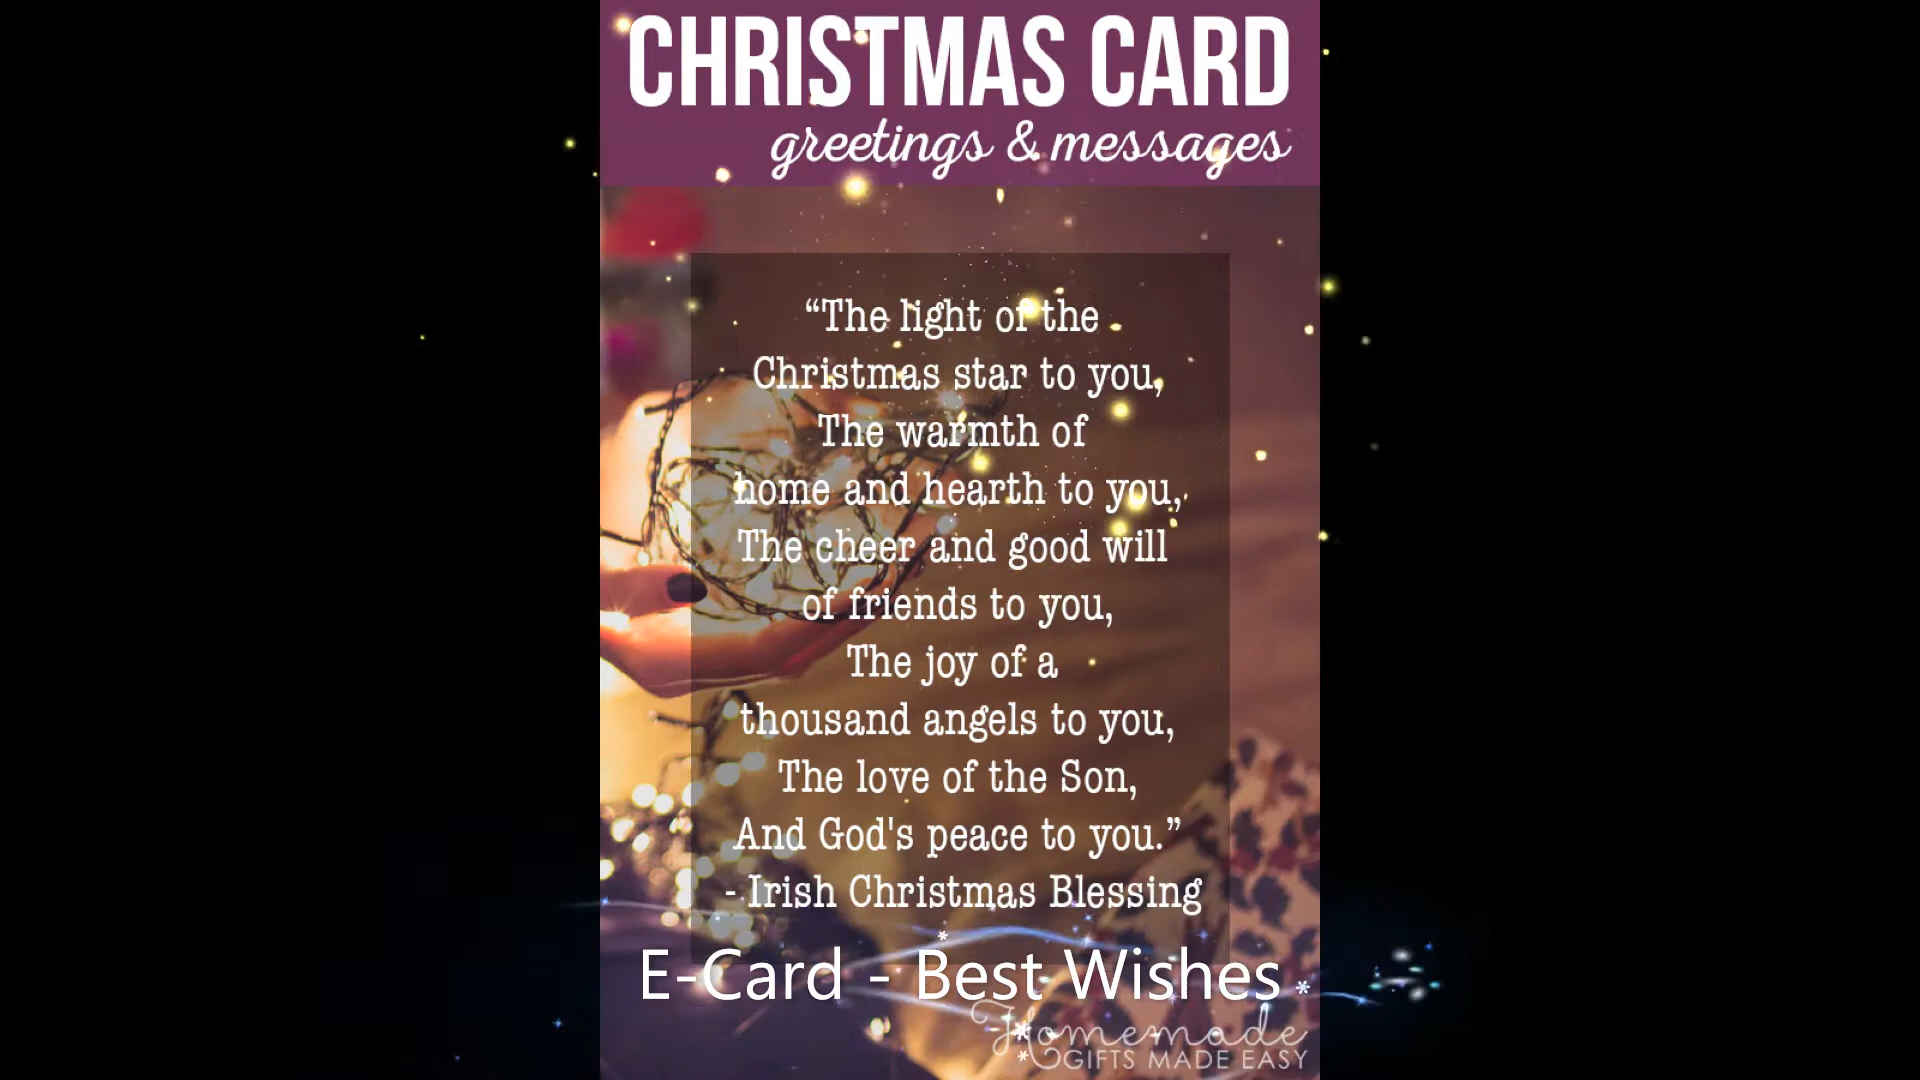 CHRISTMAS CARD
greetings & messages
“The light of the
Christmas star to you,
The warmth of
home and hearth to you,
The cheer and good will
of friends to you,
The joy of a
thousand angels to you,
The love of the Son,
And God's peace to you.”
- Irish Christmas Blessing
E-Card - Best Wishes
Homemade
GIFTS MADE EASY